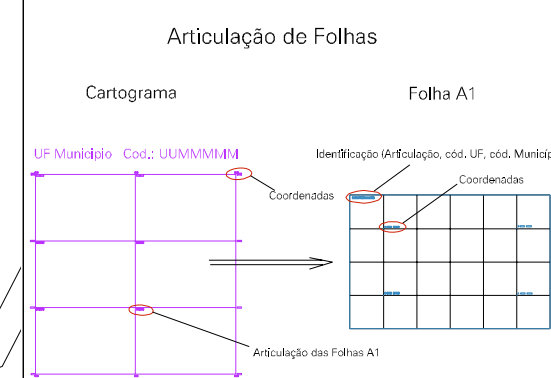 Articulação de Folhas
Cartograma
Folha A1
UF Municipio Cod.: UUMMMMM
Identificação (Articulação, cód. UF, cód. Municíp
Coordenadas
Coordenadas
Articulação das Folhas A1